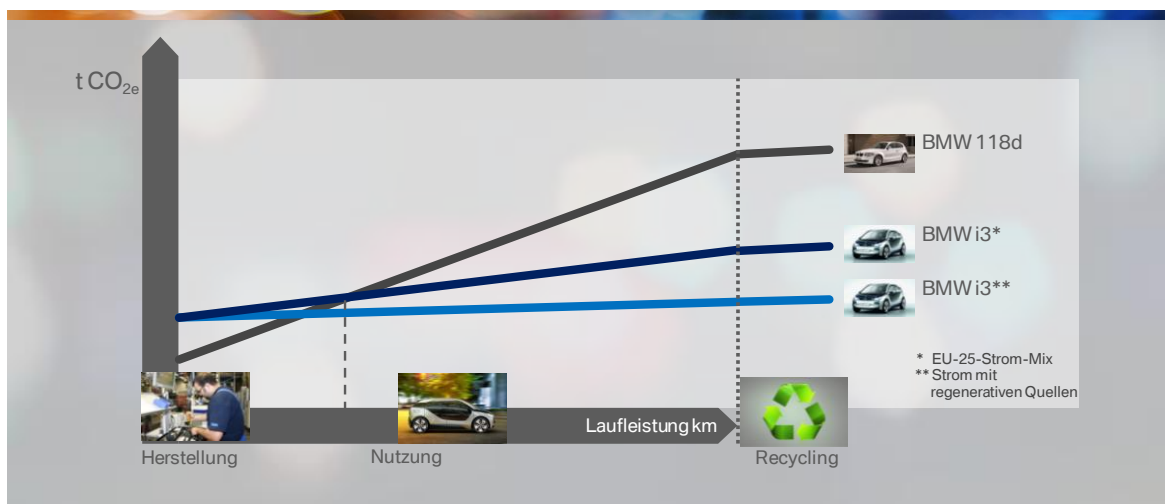 t CO2e
BMW 118d
BMW i3*
BMW i3**
* EU-25-Strom-Mix
** Strom mit
regenerativen Quellen
Laufleistung km
Herstellung
Nutzung
Recycling